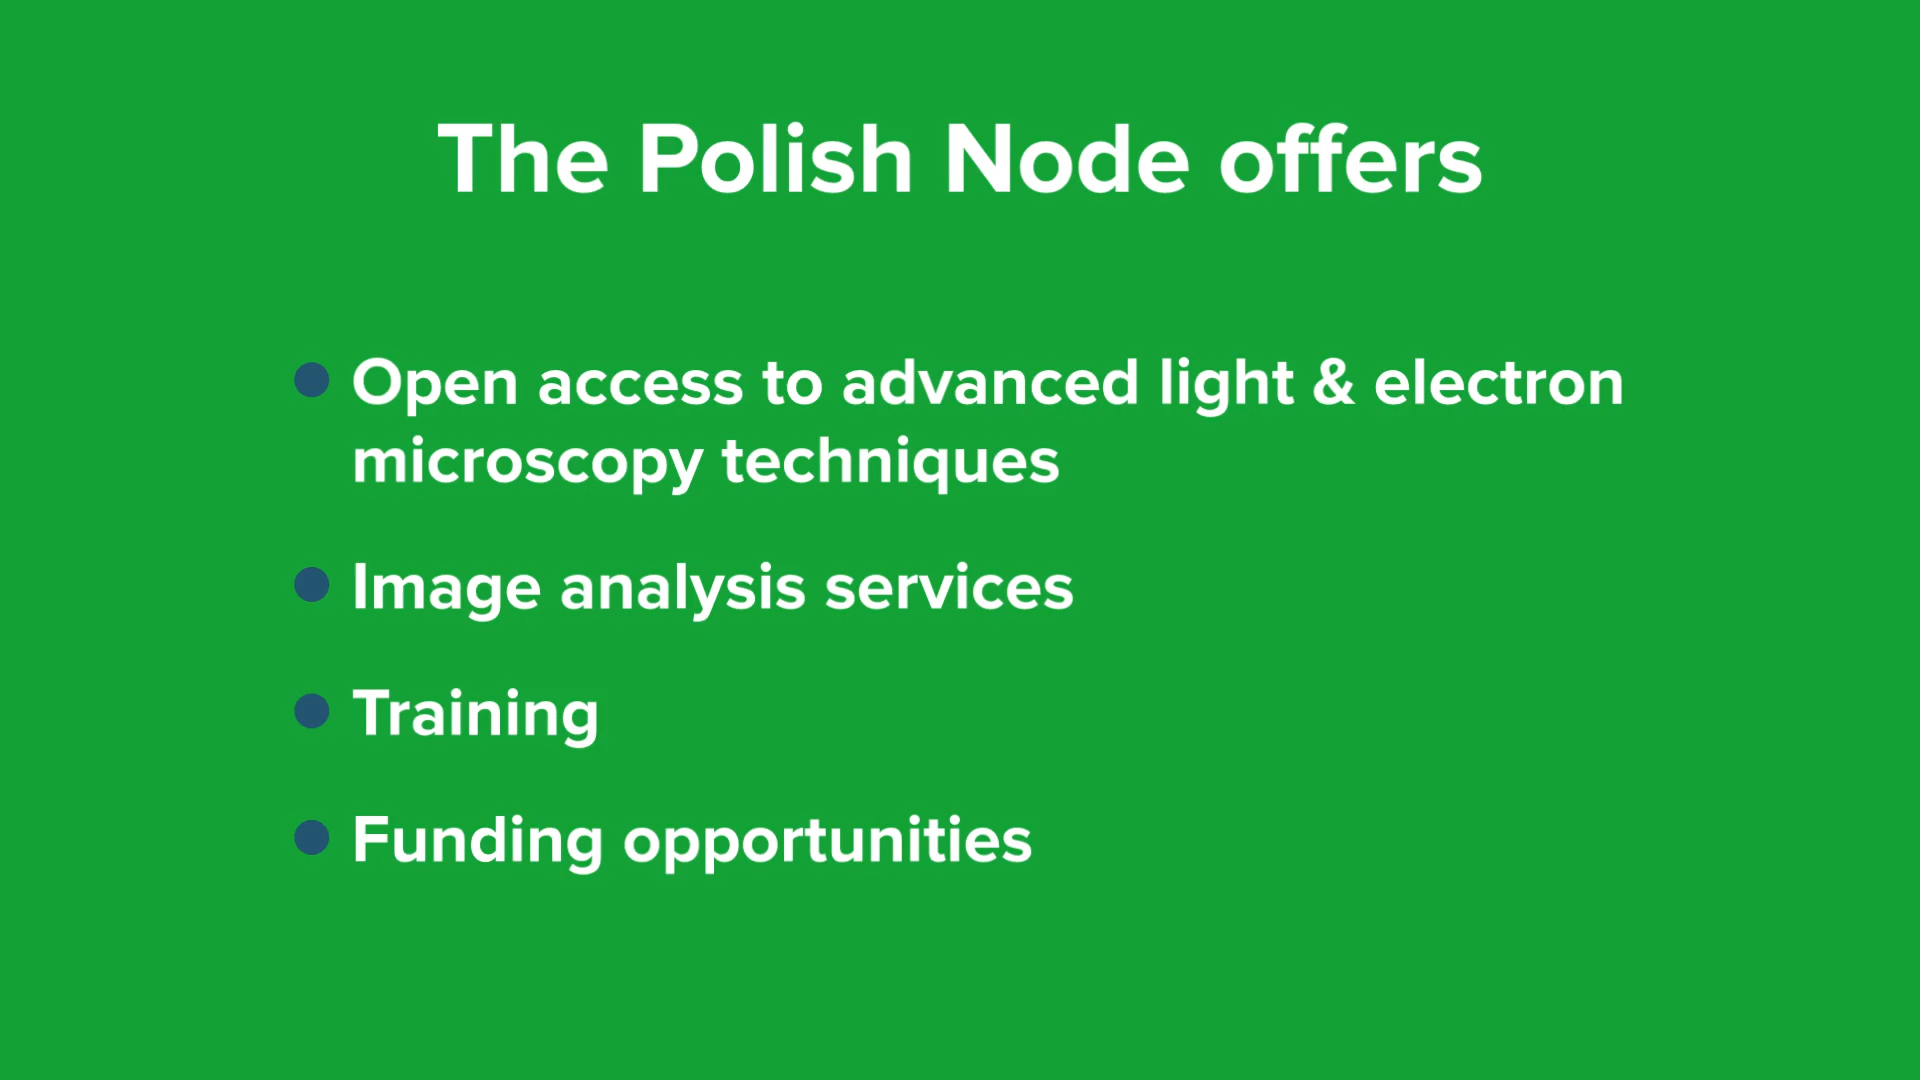 The Polish Node offers
Open access to advanced light & electron
microscopy techniques
Image analysis services
Training
Funding opportunities